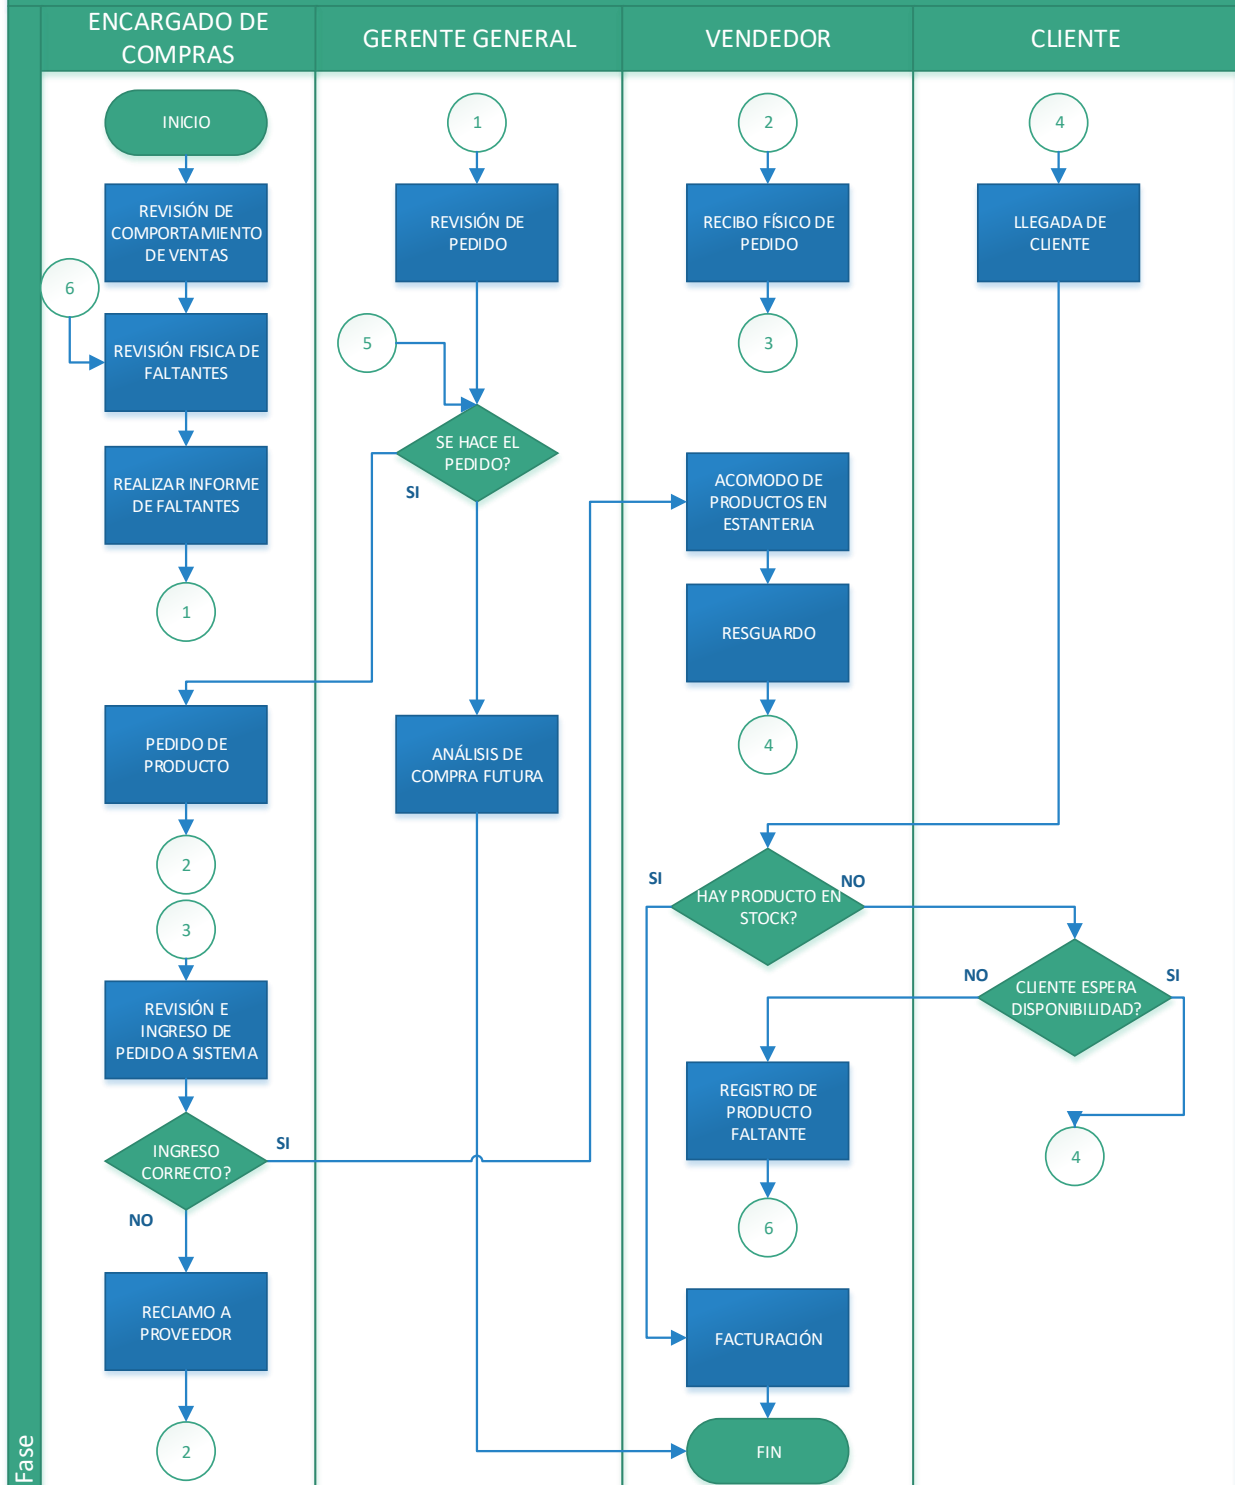 ENCARGADO DE
COMPRAS
GERENTE GENERAL
VENDEDOR
CLIENTE
INICIO
1
2
4
REVISIÓN DE
COMPORTAMIENTO
DE VENTAS
REVISIÓN DE
PEDIDO
RECIBO FÍSICO DE
PEDIDO
LLEGADA DE
CLIENTE
6
5
3
REVISIÓN FISICA DE
FALTANTES
SE HACE EL
PEDIDO?
SI
REALIZAR INFORME
DE FALTANTES
ACOMODO DE
PRODUCTOS EN
ESTANTERIA
1
RESGUARDO
PEDIDO DE
PRODUCTO
ANÁLISIS DE
COMPRA FUTURA
4
2
SI
HAY PRODUCTO EN
STOCK?
NO
3
NO
CLIENTE ESPERA
DISPONIBILIDAD?
SI
REVISIÓN E
INGRESO DE
PEDIDO A SISTEMA
REGISTRO DE
PRODUCTO
FALTANTE
INGRESO
CORRECTO?
SI
4
NO
6
RECLAMO A
PROVEEDOR
FACTURACIÓN
2
FIN
Fase